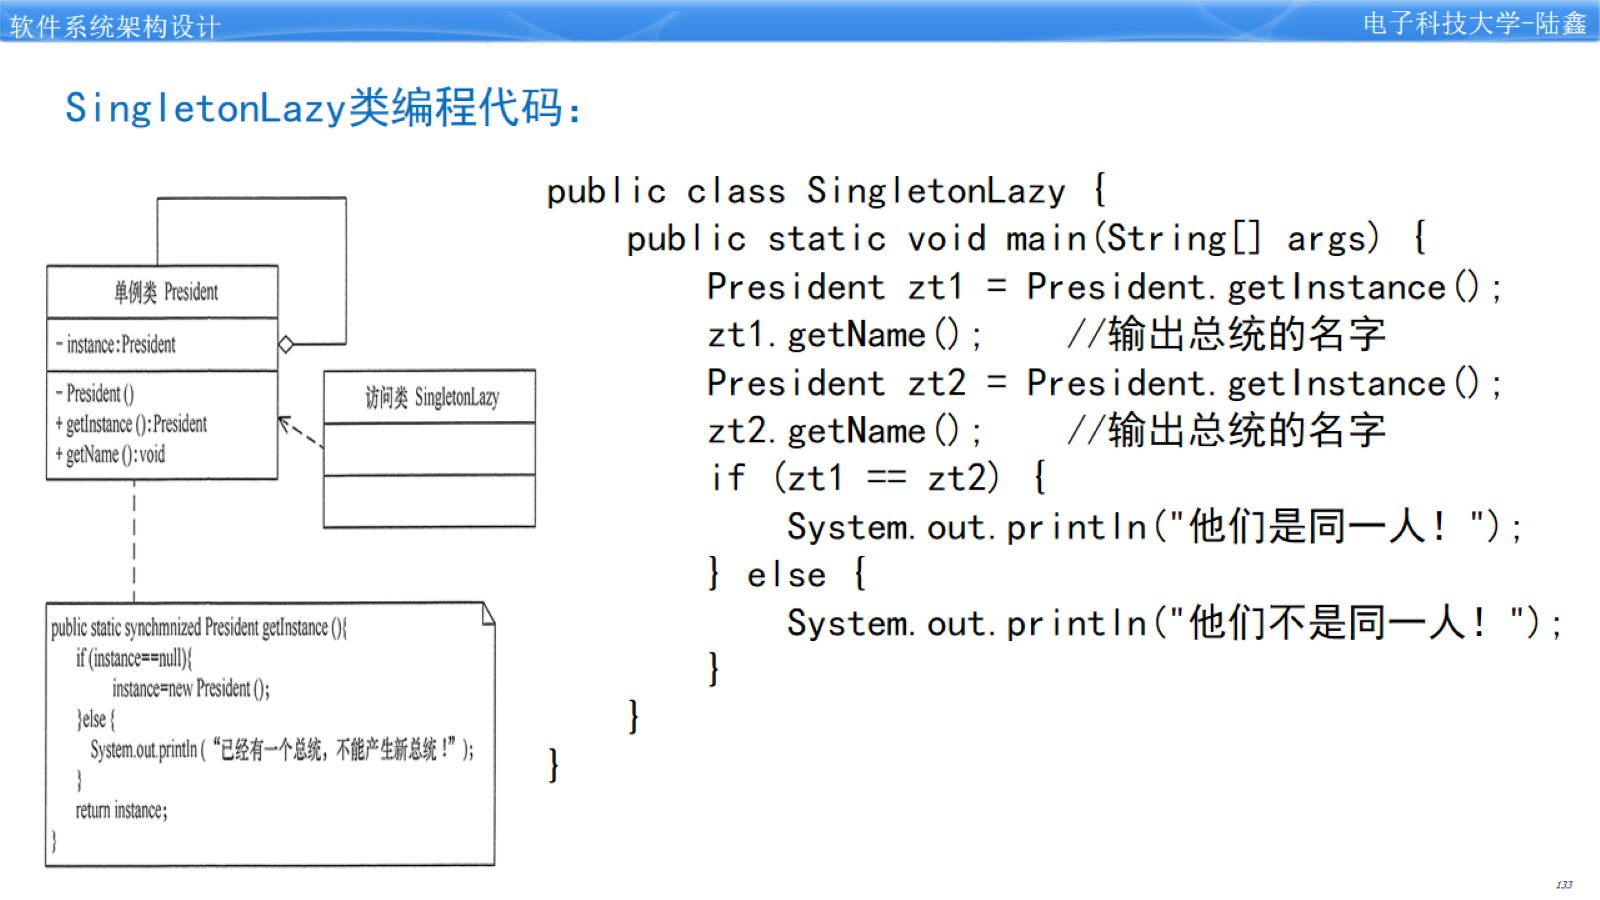 软件系统架构设计
电子科技大学-陆鑫
SingletonLazy类编程代码：
单例类 President
- instance:President
- President()
+ getInstance():President
+ getName():void
访问类 SingletonLazy
public static synchmnized President getInstance(){
if(instance==null){
instance=new President();
}else{
System.out.println(“已经有一个总统，不能产生新总统！”);
}
return instance;
}
public class SingletonLazy {
public static void main(String[] args) {
President zt1 = President.getInstance();
zt1.getName(); //输出总统的名字
President zt2 = President.getInstance();
zt2.getName(); //输出总统的名字
if (zt1 == zt2) {
System.out.println("他们是同一人！");
} else {
System.out.println("他们不是同一人！");
}
}
}
133